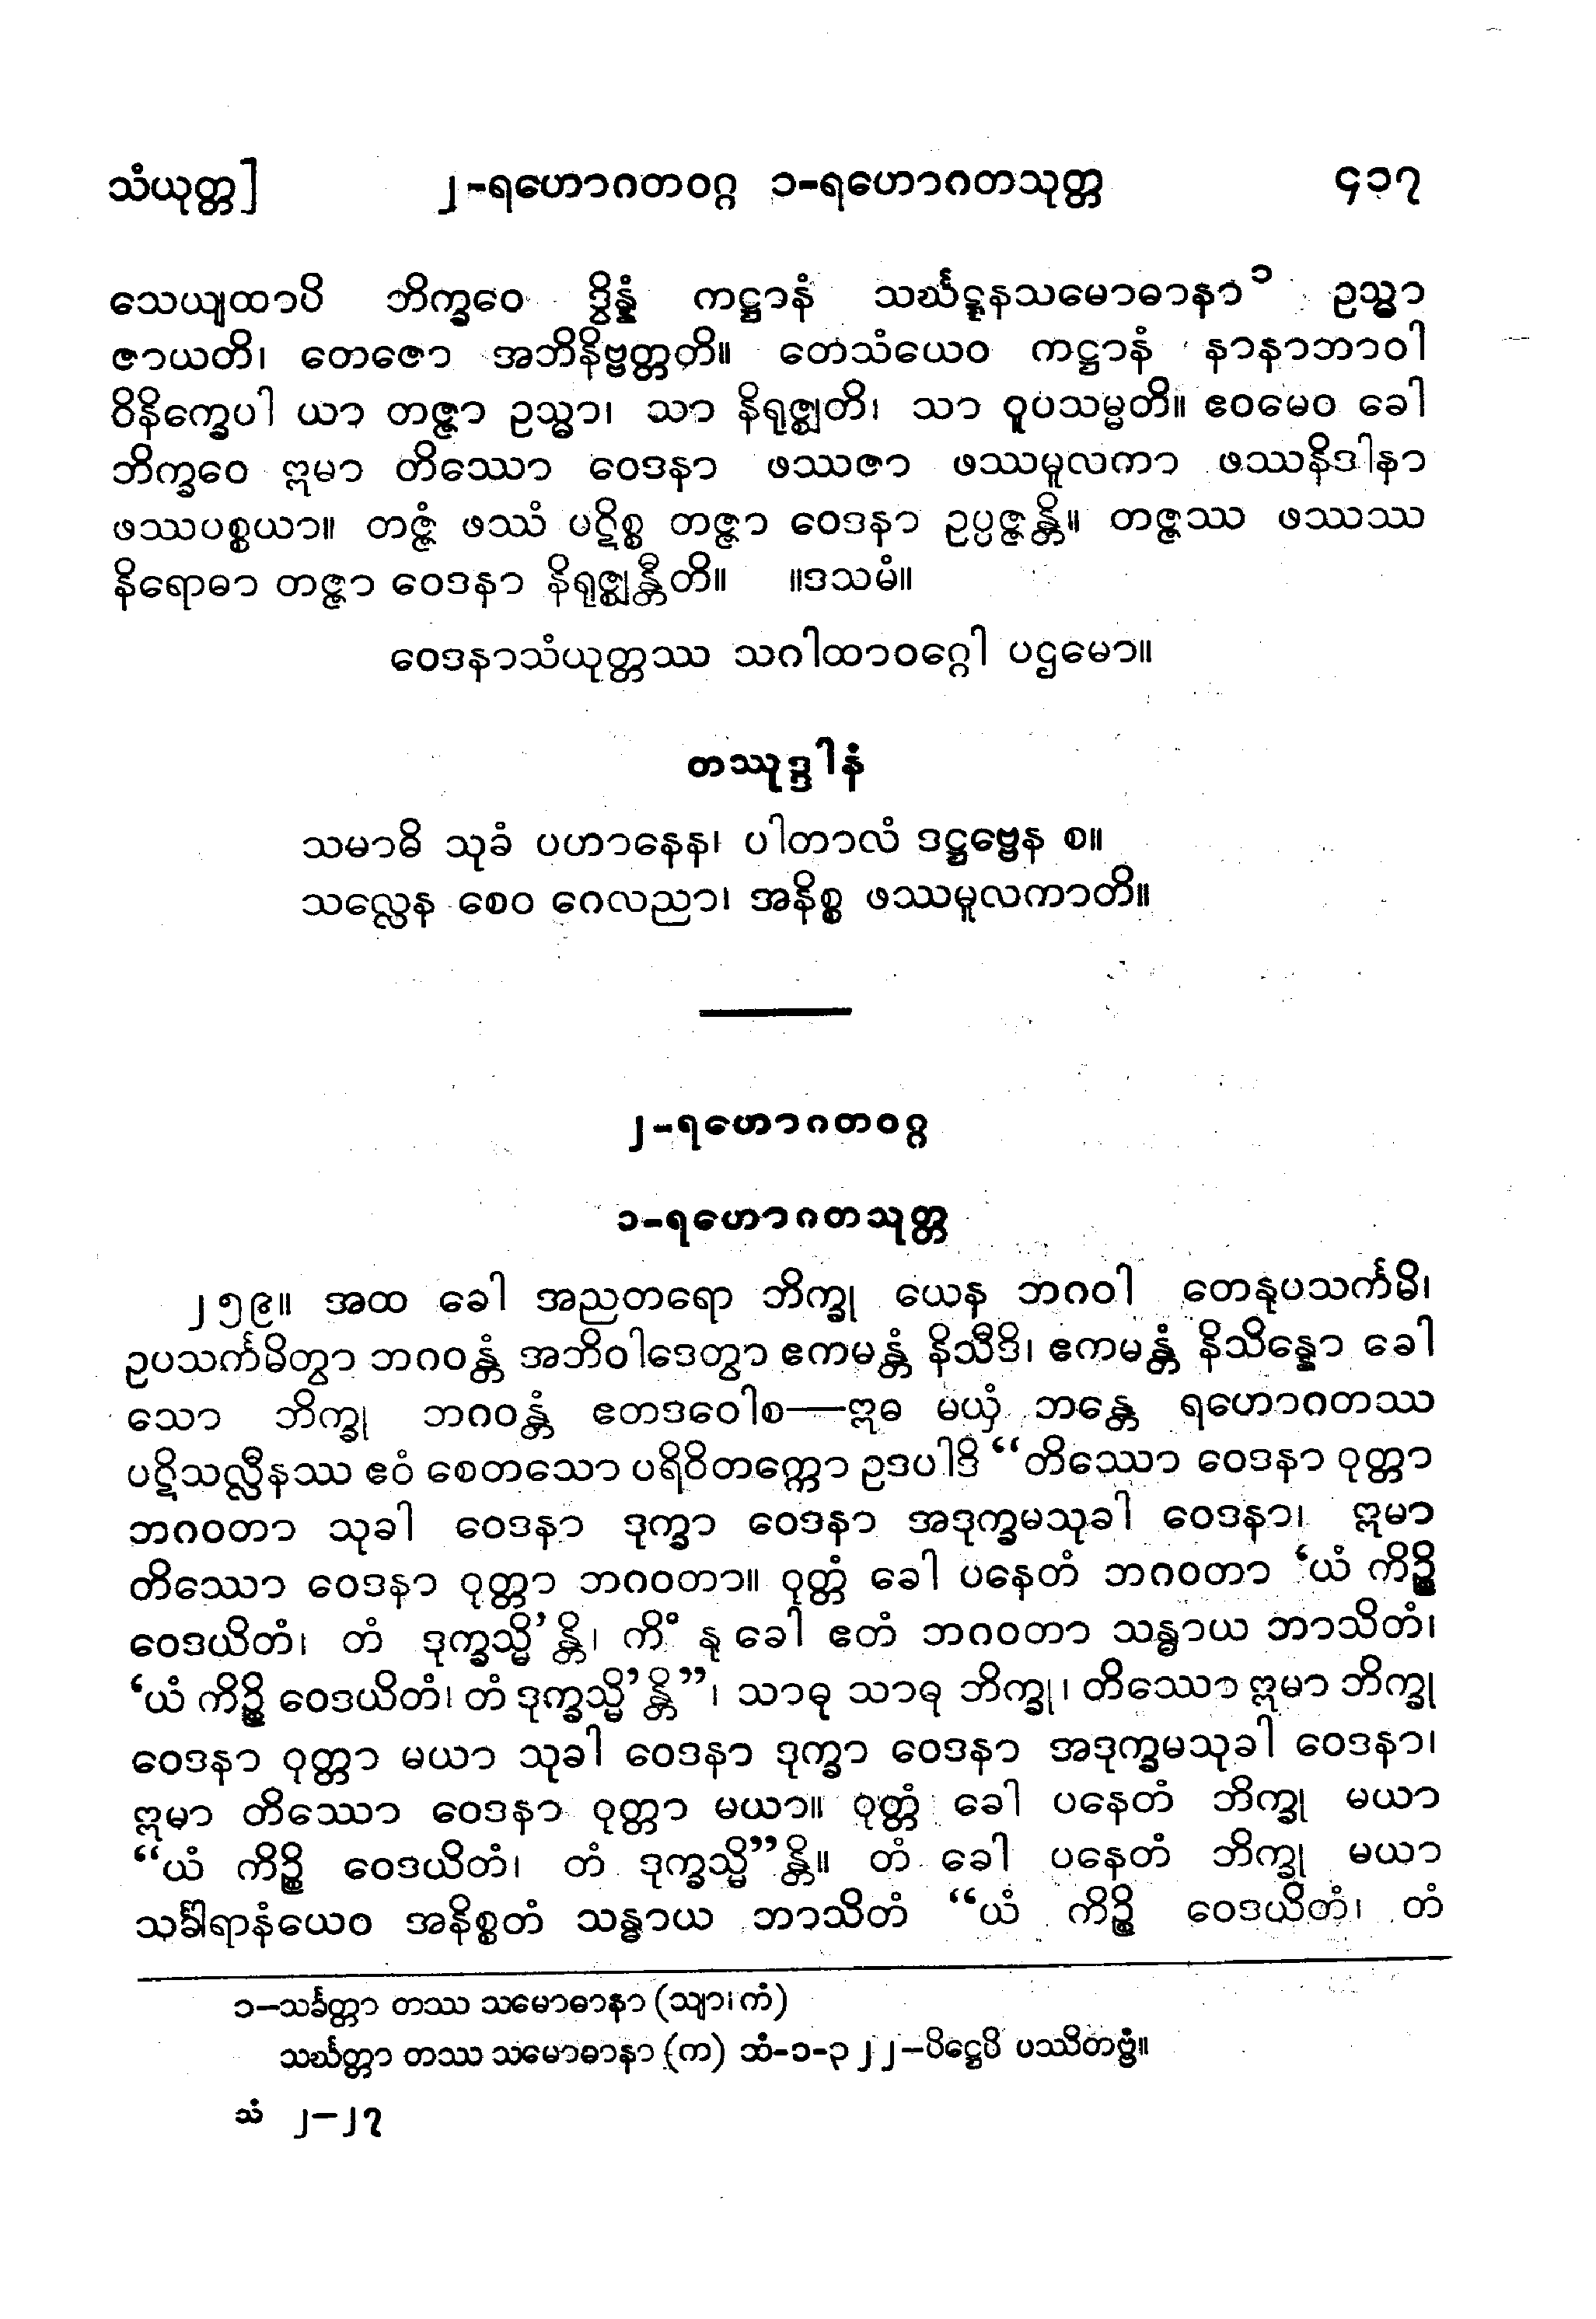 သံယုတ္တ] ၂-ရဟောဂတဝဂ္ဂ ၁-ရဟောဂတသုတ္တ ၄၁၇
သေယျထာပိ ဘိက္ခဝေ ဒွိန္နံ ကဋ္ဌာနံ သင်္ဃဋ္ဋနသမောဓာနာ ၁ ဥသ္မာ
ဇာယတိ၊ တေဇော အဘိနိဗ္ဗတ္တတိ။ တေသံယေဝ ကဋ္ဌာနံ နာနာဘာဝါ
ဝိနိက္ခေပါ ယာ တဇ္ဇာ ဥသ္မာ၊ သာ နိရုဇ္ဈတိ၊ သာ ဝူပသမ္မတိ။ ဧဝမေဝ ခေါ
ဘိက္ခဝေ ဣမာ တိဿော ဝေဒနာ ဖဿဇာ ဖဿမူလကာ ဖဿနိဒါနာ
ဖဿပစ္စယာ။ တဇ္ဇံ ဖဿံ ပဋိစ္စ တဇ္ဇာ ဝေဒနာ ဥပ္ပဇ္ဇန္တိ။ တဇ္ဇဿ ဖဿဿ
နိရောဓာ တဇ္ဇာ ဝေဒနာ နိရုဇ္ဈန္တီတိ။ ။ဒသမံ။
ဝေဒနာသံယုတ္တဿ သဂါထာဝဂ္ဂေါ ပဌမော။
တဿုဒ္ဒါနံ
သမာဓိ သုခံ ပဟာနေန၊ ပါတာလံ ဒဋ္ဌဗ္ဗေန စ။
သလ္လေန စေဝ ဂေလညာ၊ အနိစ္စ ဖဿမူလကာတိ။
၂-ရဟောဂတဝဂ္ဂ
၁-ရဟောဂတသုတ္တ
၂၅၉။ အထ ခေါ အညတရော ဘိက္ခု ယေန ဘဂဝါ တေနုပသင်္ကမိ၊
ဥပသင်္ကမိတွာ ဘဂဝန္တံ အဘိဝါဒေတွာ ဧကမန္တံ နိသီဒိ၊ ဧကမန္တံ နိသိန္နော ခေါ
သော ဘိက္ခု ဘဂဝန္တံ ဧတဒဝေါစ—ဣဓ မယှံ ဘန္တေ ရဟောဂတဿ
ပဋိသလ္လီနဿ ဧဝံ စေတသော ပရိဝိတက္ကော ဥဒပါဒိ “တိဿော ဝေဒနာ ဝုတ္တာ
ဘဂဝတာ သုခါ ဝေဒနာ ဒုက္ခာ ဝေဒနာ အဒုက္ခမသုခါ ဝေဒနာ၊ ဣမာ
တိဿော ဝေဒနာ ဝုတ္တာ ဘဂဝတာ။ ဝုတ္တံ ခေါ ပနေတံ ဘဂဝတာ ‘ယံ ကိဉ္စိ
ဝေဒယိတံ၊ တံ ဒုက္ခသ္မိ’န္တိ၊ ကိံ နု ခေါ ဧတံ ဘဂဝတာ သန္ဓာယ ဘာသိတံ၊
‘ယံ ကိဉ္စိ ဝေဒယိတံ၊ တံ ဒုက္ခသ္မိ’န္တိ”၊ သာဓု သာဓု ဘိက္ခု၊ တိဿော ဣမာ ဘိက္ခု
ဝေဒနာ ဝုတ္တာ မယာ သုခါ ဝေဒနာ ဒုက္ခာ ဝေဒနာ အဒုက္ခမသုခါ ဝေဒနာ၊
ဣမာ တိဿော ဝေဒနာ ဝုတ္တာ မယာ။ ဝုတ္တံ ခေါ ပနေတံ ဘိက္ခု မယာ
“ယံ ကိဉ္စိ ဝေဒယိတံ၊ တံ ဒုက္ခသ္မိ”န္တိ။ တံ ခေါ ပနေတံ ဘိက္ခု မယာ
သင်္ခါရာနံယေဝ အနိစ္စတံ သန္ဓာယ ဘာသိတံ “ယံ ကိဉ္စိ ဝေဒယိတံ၊ တံ
၁—သင်္ခတ္တာ တဿ သမောဓာနာ (သျာ၊ကံ)
သင်္ဃတ္တာ တဿ သမောဓာနာ (က) သံ-၁-၃၂၂—ပိဋ္ဌေပိ ပဿိတဗ္ဗံ။
သံ ၂—၂၇